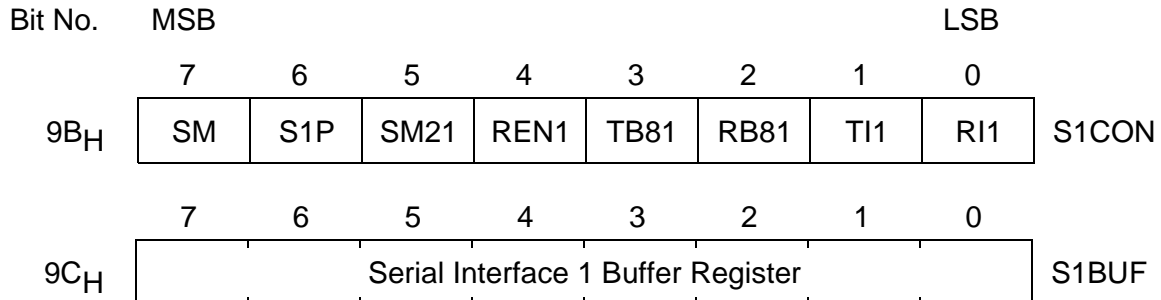 Bit No. MSB LSB
7 6 5 4 3 2 1 0
9BH SM S1P SM21 REN1 TB81 RB81 TI1 RI1 S1CON
7 6 5 4 3 2 1 0
9CH Serial Interface 1 Buffer Register S1BUF